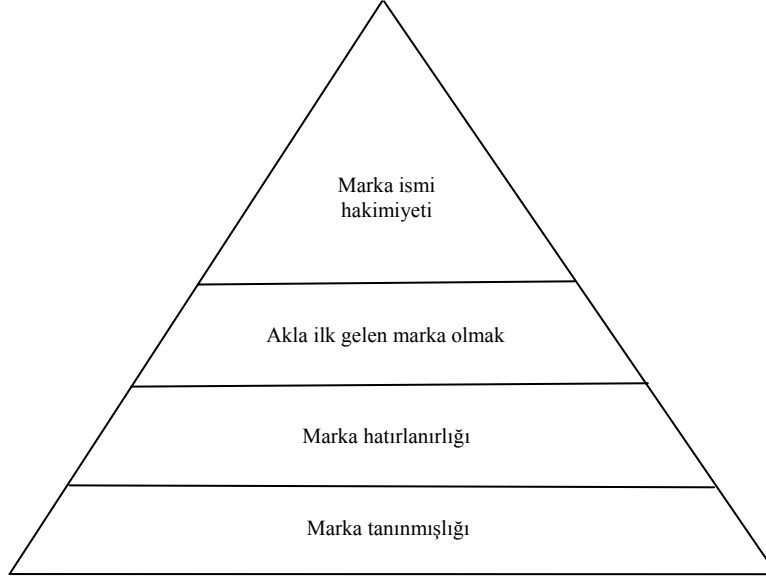 Marka ismi
hakimiyeti
Akla ilk gelen marka olmak
Marka hatırlanırlığı
Marka tanınmışlığı